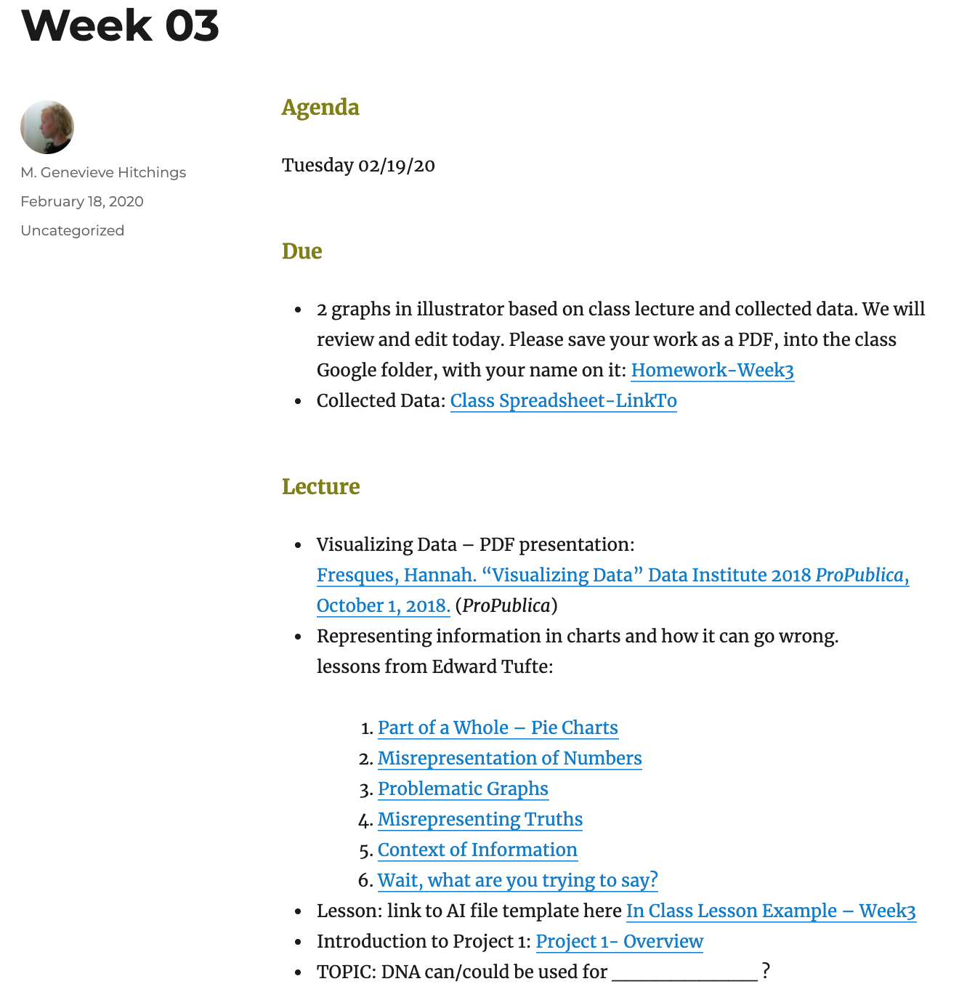 Week 03
M. Genevieve Hitchings
February 18, 2020
Uncategorized
Agenda
Tuesday 02/19/20
Due
• 2 graphs in illustrator based on class lecture and collected data. We will
review and edit today. Please save your work as a PDF, into the class
Google folder, with your name on it: Homework-Week3
• Collected Data: Class Spreadsheet-LinkTo
Lecture
• Visualizing Data – PDF presentation:
Fresques, Hannah. “Visualizing Data” Data Institute 2018 ProPublica,
October 1, 2018. (ProPublica)
• Representing information in charts and how it can go wrong.
lessons from Edward Tufte:
1. Part of a Whole – Pie Charts
2. Misrepresentation of Numbers
3. Problematic Graphs
4. Misrepresenting Truths
5. Context of Information
6. Wait, what are you trying to say?
• Lesson: link to AI file template here In Class Lesson Example – Week3
• Introduction to Project 1: Project 1- Overview
• TOPIC: DNA can/could be used for __________ ?